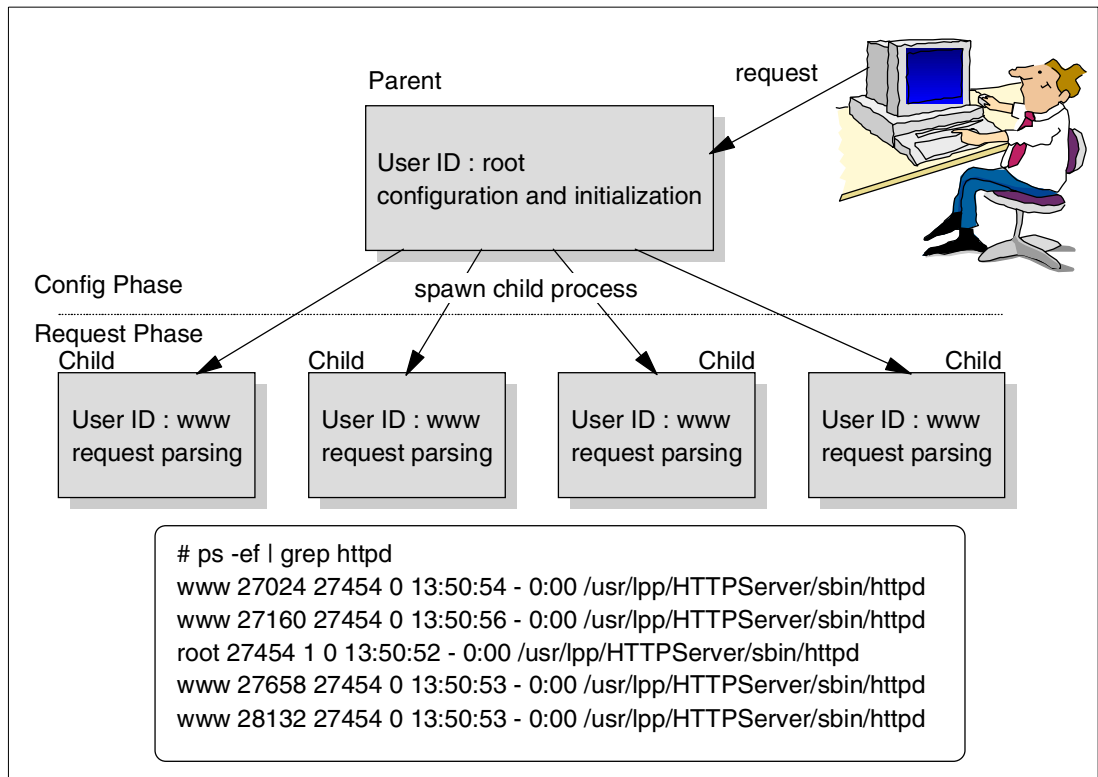 request
Parent
User ID : root
configuration and initialization
Config Phase
spawn child process
Request Phase
Child
Child
Child
Child
User ID : www
request parsing
User ID : www
request parsing
User ID : www
request parsing
User ID : www
request parsing
# ps -ef | grep httpd
www 27024 27454 0 13:50:54 - 0:00 /usr/lpp/HTTPServer/sbin/httpd
www 27160 27454 0 13:50:56 - 0:00 /usr/lpp/HTTPServer/sbin/httpd
root 27454 1 0 13:50:52 - 0:00 /usr/lpp/HTTPServer/sbin/httpd
www 27658 27454 0 13:50:53 - 0:00 /usr/lpp/HTTPServer/sbin/httpd
www 28132 27454 0 13:50:53 - 0:00 /usr/lpp/HTTPServer/sbin/httpd